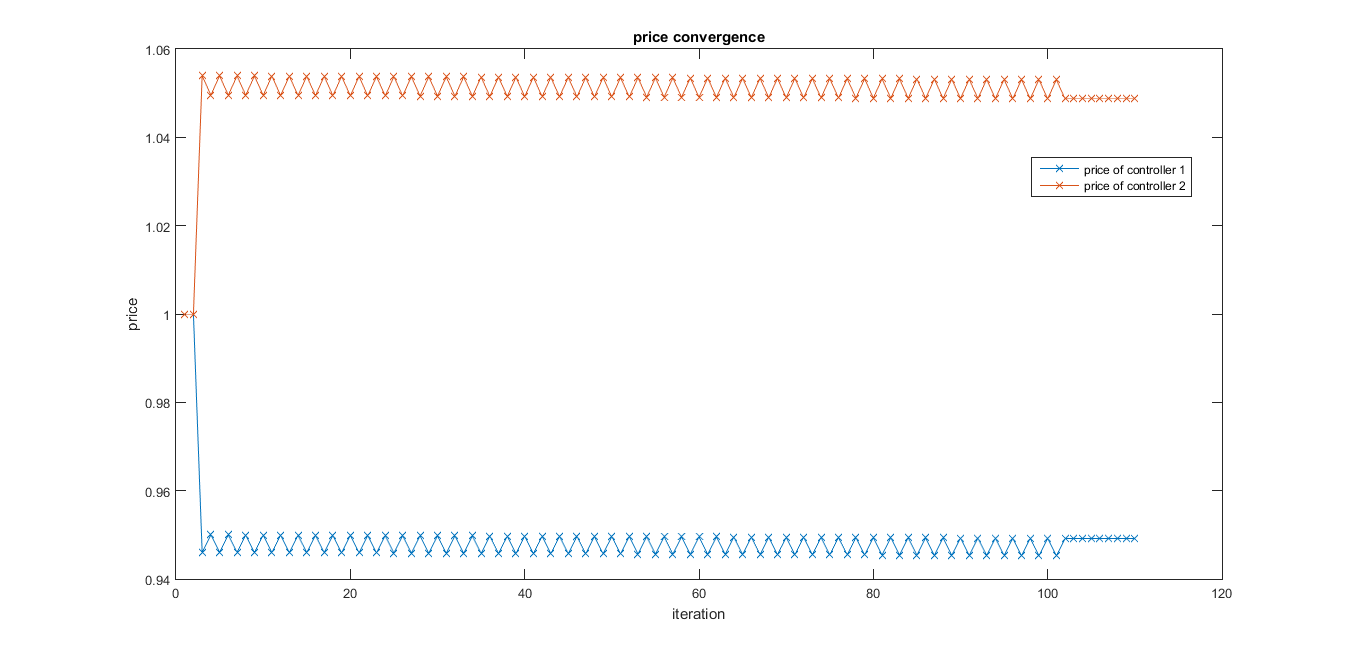 price convergence
1.06
1.04
1.02
1
0.98
0.96
0.94
price
0
20
40
60
80
100
120
iteration
price of controller 1
price of controller 2